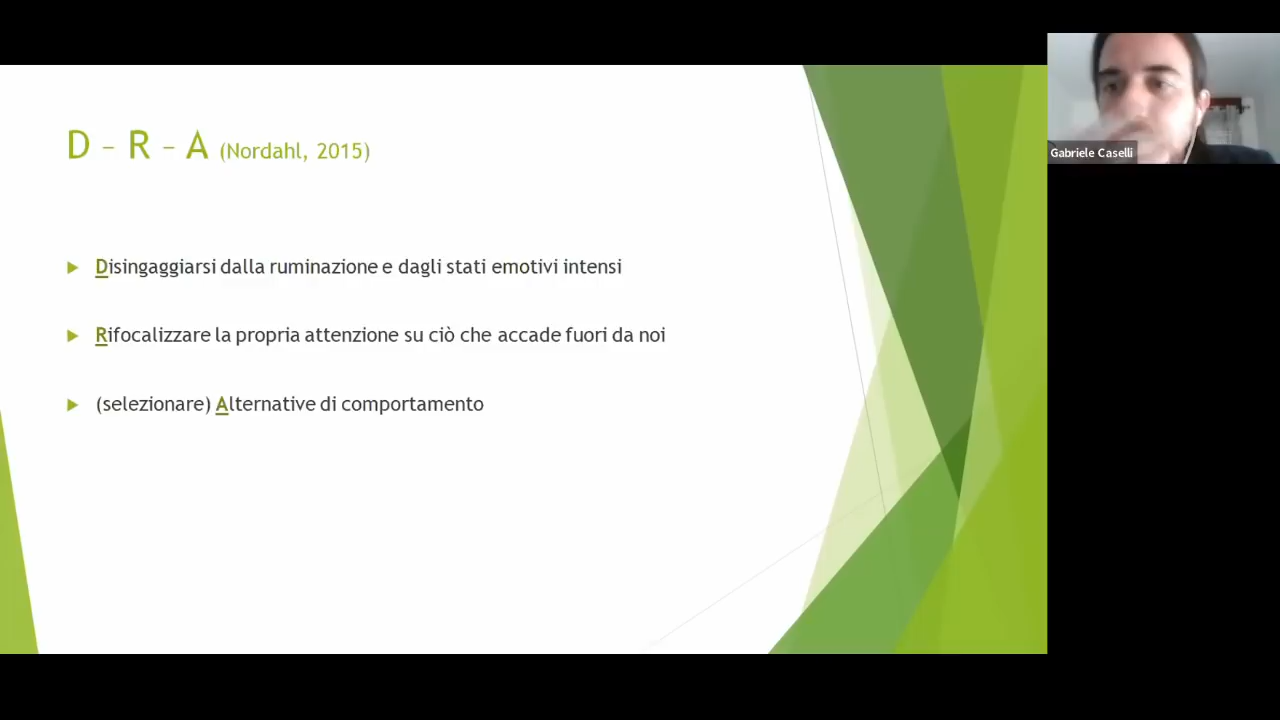 D – R – A (Nordahl, 2015)
Disingaggiarsi dalla ruminazione e dagli stati emotivi intensi
Rifocalizzare la propria attenzione su ciò che accade fuori da noi
(selezionare) Alternative di comportamento
Gabriele Caselli